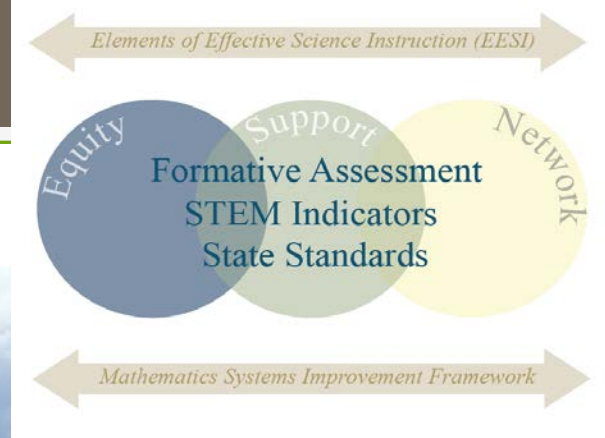 Elements of Effective Science Instruction (EESI)
Equity
Support
Network
Formative Assessment
STEM Indicators
State Standards
Mathematics Systems Improvement Framework